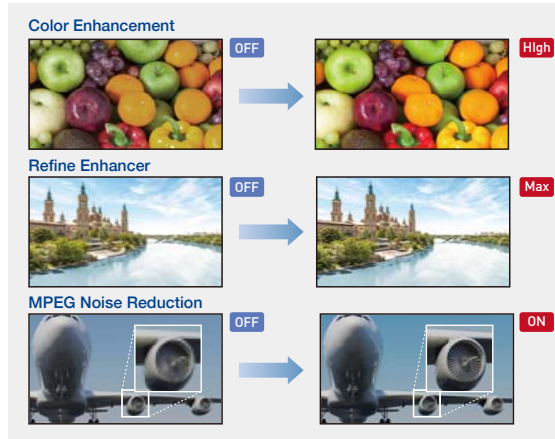 Color Enhancement
OFF
HIgh
Refine Enhancer
OFF
Max
MPEG Noise Reduction
OFF
ON